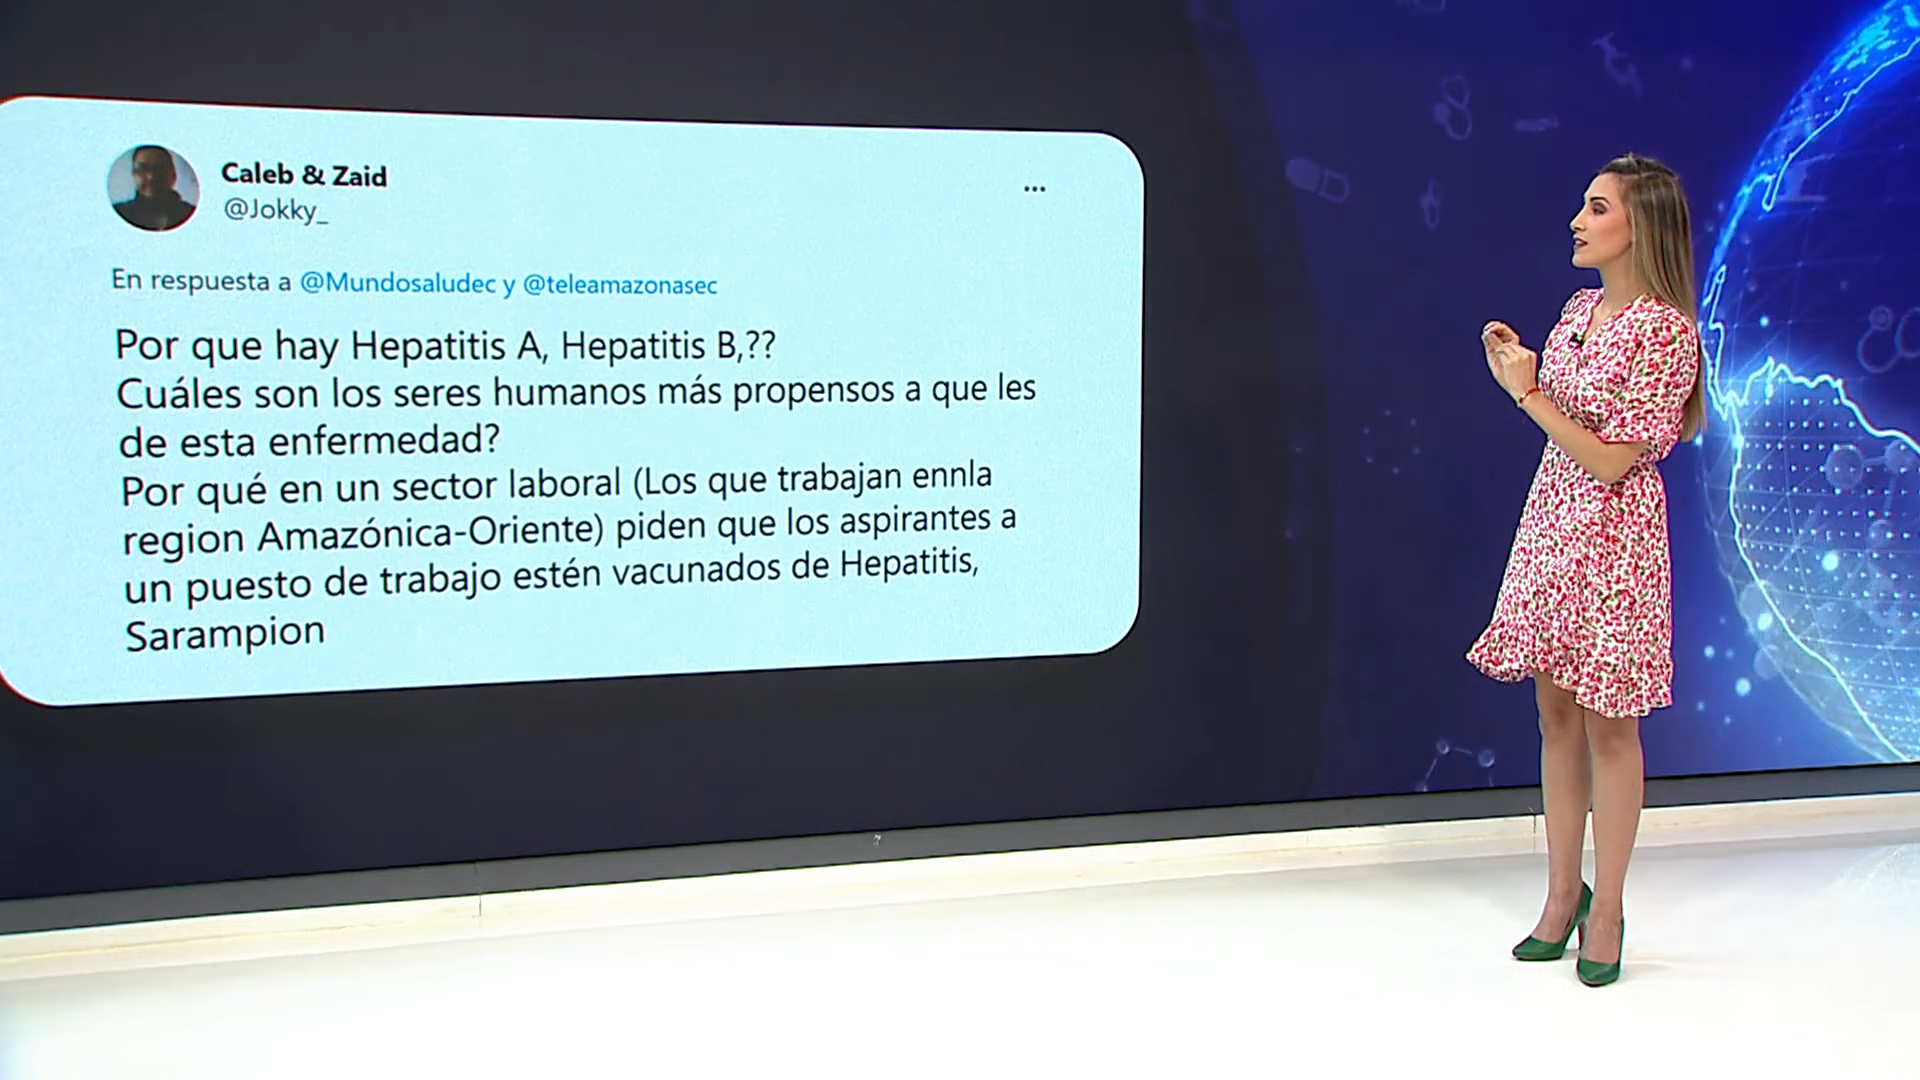 Caleb & Zaid
@Jokky_
...
En respuesta a @Mundosaludec y @teleamazonasec
Por que hay Hepatitis A, Hepatitis B,??
Cuáles son los seres humanos más propensos a que les
de esta enfermedad?
Por qué en un sector laboral (Los que trabajan ennla
region Amazónica-Oriente) piden que los aspirantes a
un puesto de trabajo estén vacunados de Hepatitis,
Sarampion